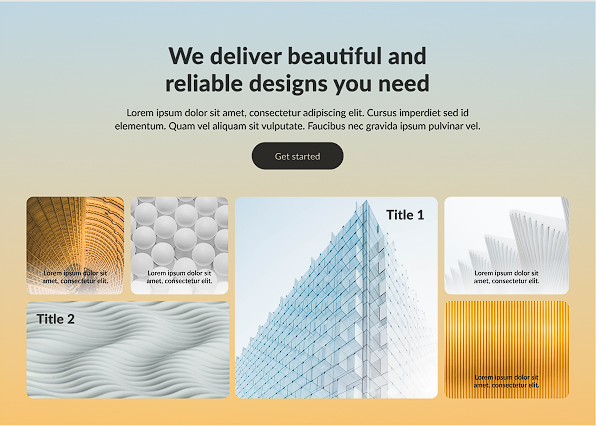 We deliver beautiful and
reliable designs you need
Lorem ipsum dolor sit amet, consectetur adipiscing elit. Cursus imperdiet sed id
elementum. Quam vel aliquam sit vulputate. Faucibus nec gravida ipsum pulvinar vel.
Get started
Title 1
Lorem ipsum dolor sit
amet, consectetur elit.
Lorem ipsum dolor sit
amet, consectetur elit.
Lorem ipsum dolor sit
amet, consectetur elit.
Title 2
Lorem ipsum dolor sit
amet, consectetur elit.